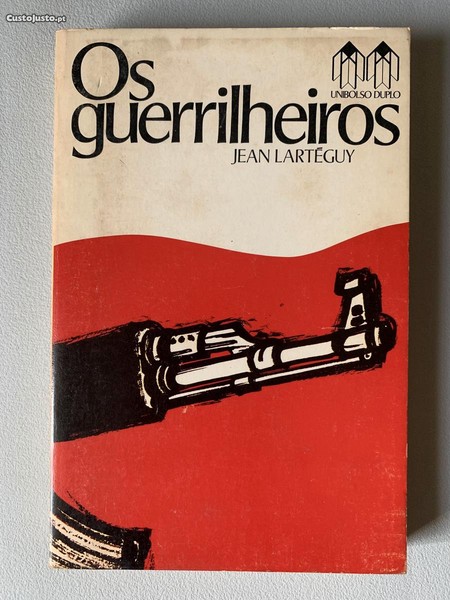 CustoJusto.pt
Os
guerrilheiros
UNIBOLSO DUPLO
JEAN LARTÉGUY